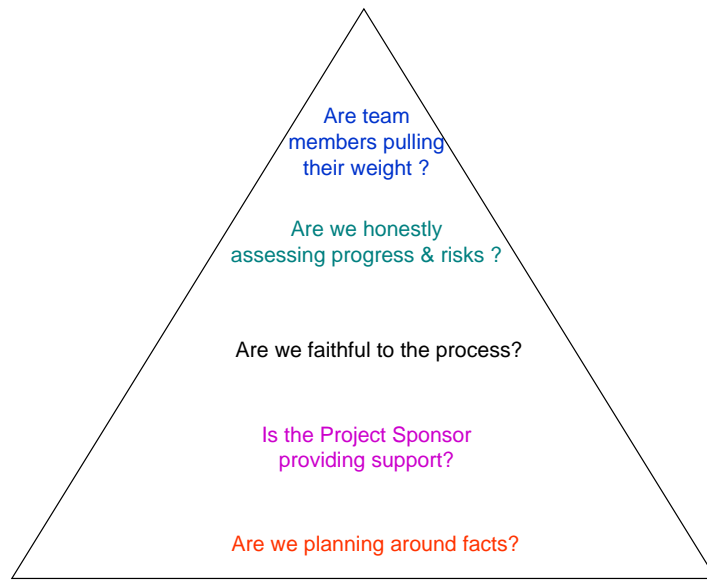 Are team
members pulling
their weight ?
Are we honestly
assessing progress & risks ?
Are we faithful to the process?
Is the Project Sponsor
providing support?
Are we planning around facts?